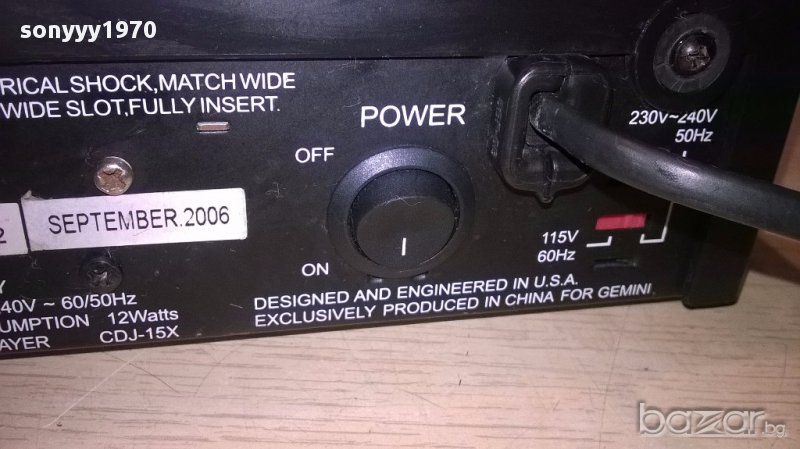 sonyyy1970
RICAL SHOCK, MATCH WIDE
WIDE SLOT, FULLY INSERT.
POWER
OFF
230V~240V
50Hz
2
SEPTEMBER.2006
115V
60Hz
ON
Y
40V ~ 60/50Hz
UMPTION 12Watts
AYER CDJ-15X
DESIGNED AND ENGINEERED IN U.S.A.
EXCLUSIVELY PRODUCED IN CHINA FOR GEMINI
bazar.bg